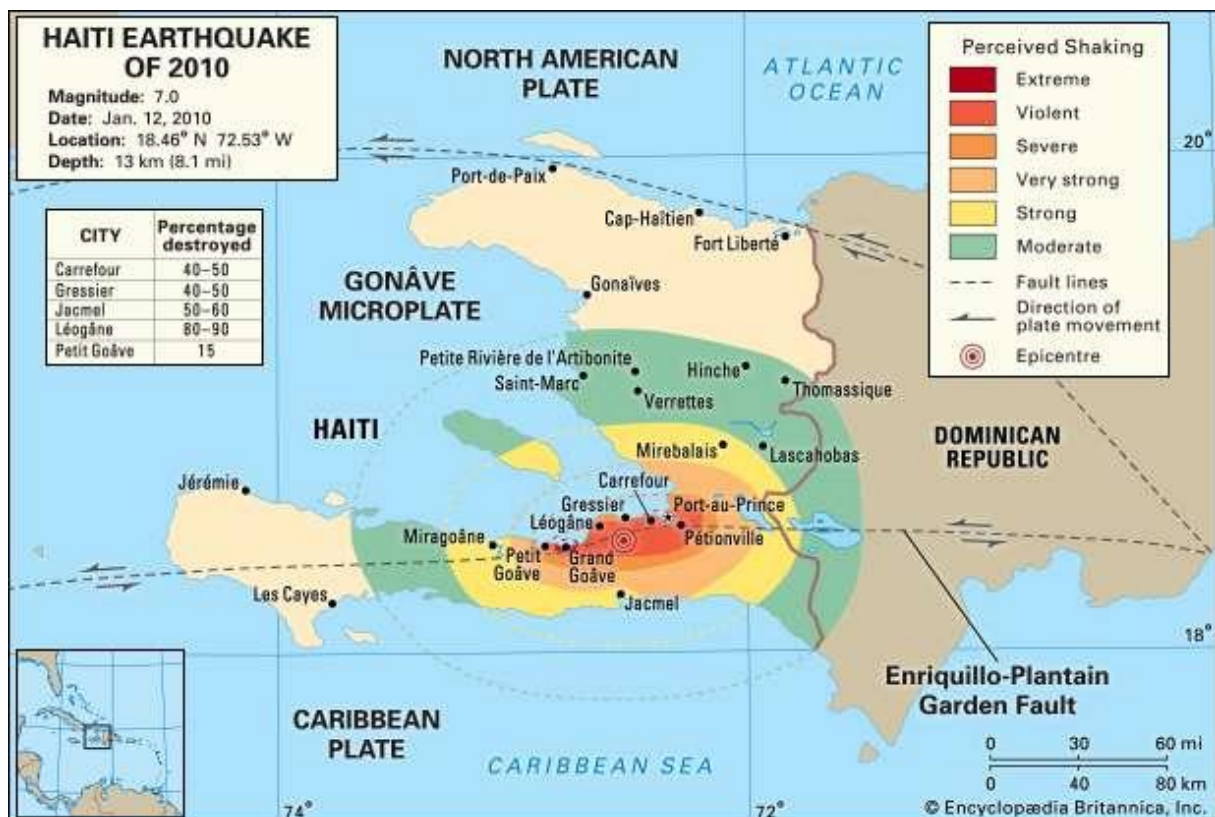 HAITI EARTHQUAKE
OF 2010
Magnitude: 7.0
Date: Jan. 12, 2010
Location: 18.46° N 72.53° W
Depth: 13 km (8.1 mi)
CITY Percentage destroyed
Carrefour 40–50
Gressier 40–50
Jacmel 50–60
Léogâne 80–90
Petit Goâve 15
NORTH AMERICAN
PLATE
ATLANTIC
OCEAN
Perceived Shaking
Extreme
Violent
Severe
Very strong
Strong
Moderate
Fault lines
Direction of
plate movement
Epicentre
20°
Port-de-Paix
Cap-Haïtien
Fort Liberté
GONÂVE
MICROPLATE
Gonaïves
Petite Rivière de l'Artibonite
Saint-Marc
Verrettes
Hinche
Thomassique
HAITI
Mirebalais
Lascahobas
DOMINICAN
REPUBLIC
Jérémie
Carrefour
Gressier
Port-au-Prince
Léogâne
Pétionville
Miragoâne
Petit
Goâve
Grand
Goâve
Les Cayes
Jacmel
18°
Enriquillo-Plantain
Garden Fault
CARIBBEAN
PLATE
CARIBBEAN SEA
0 30 60 mi
0 40 80 km
74°
72°
© Encyclopædia Britannica, Inc.